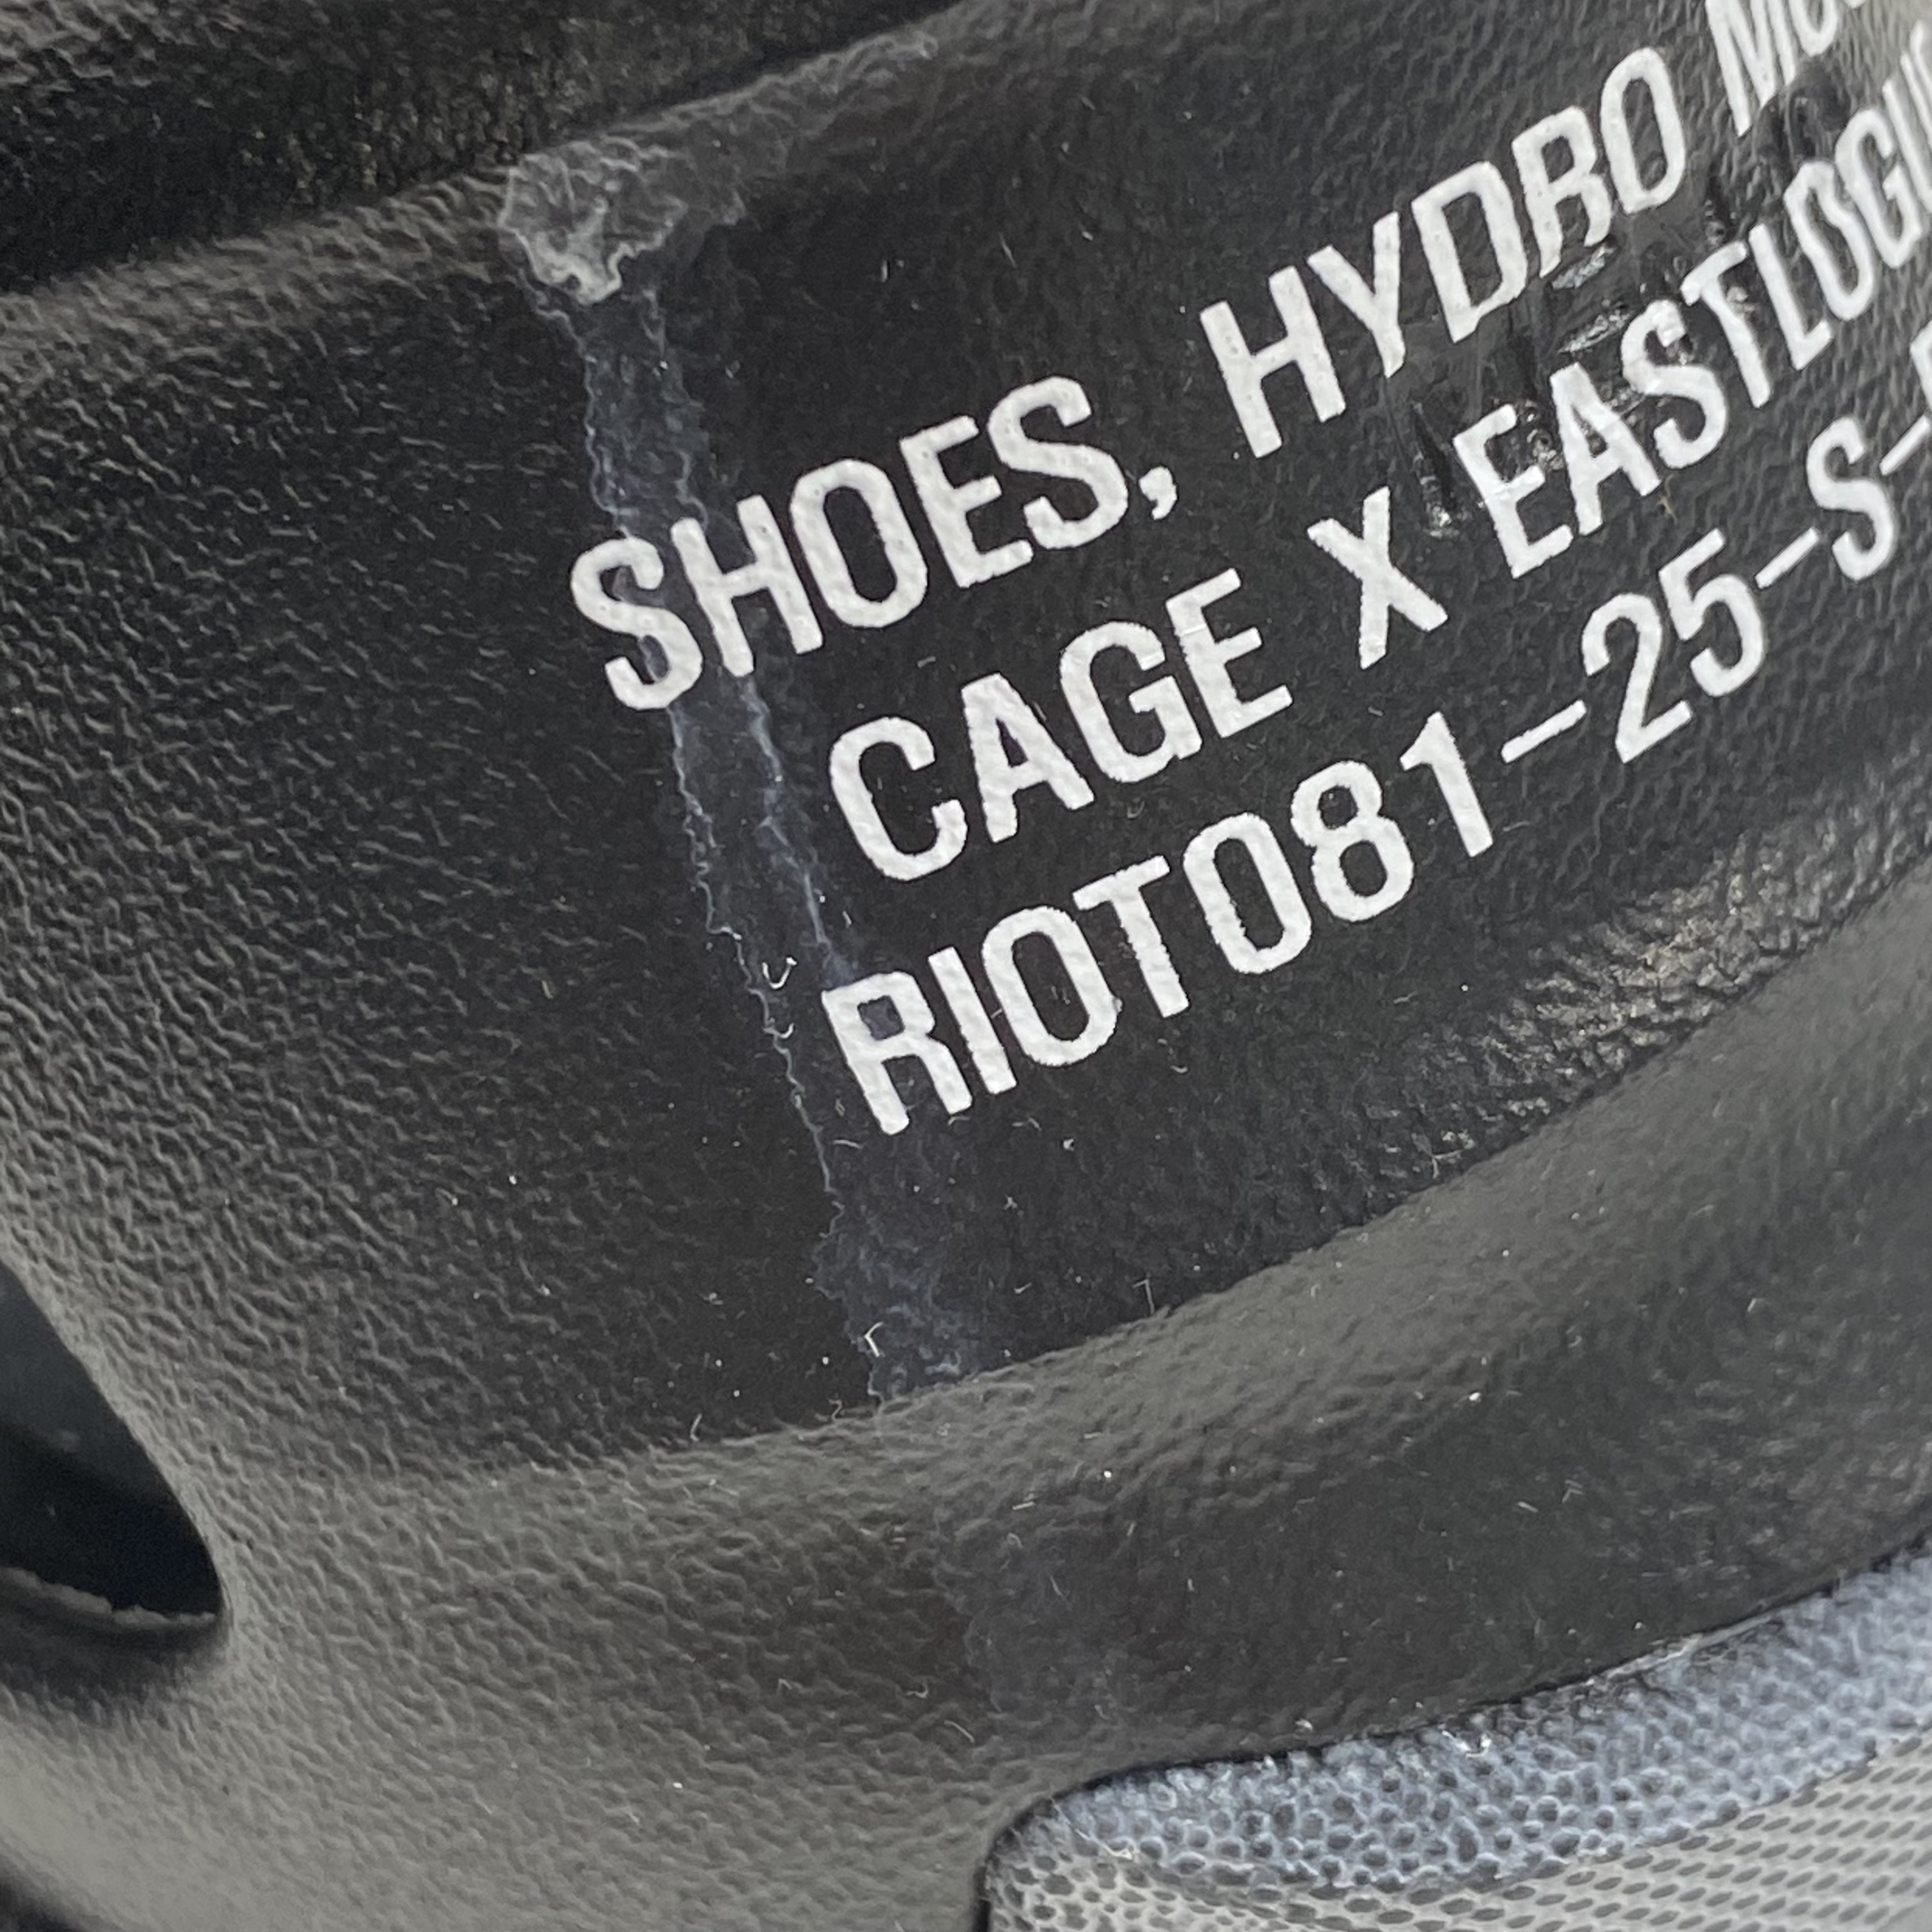 SHOES, HYDRO
CAGE X
RIOT081-25-S-